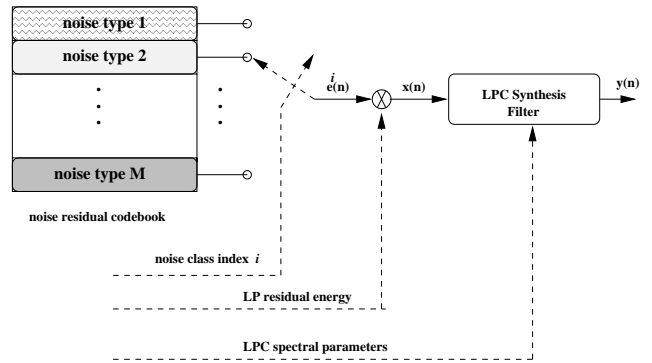 noise type 1
noise type 2
i
e(n)
x(n)
LPC Synthesis
Filter
y(n)
noise type M
noise residual codebook
noise class index i
LP residual energy
LPC spectral parameters